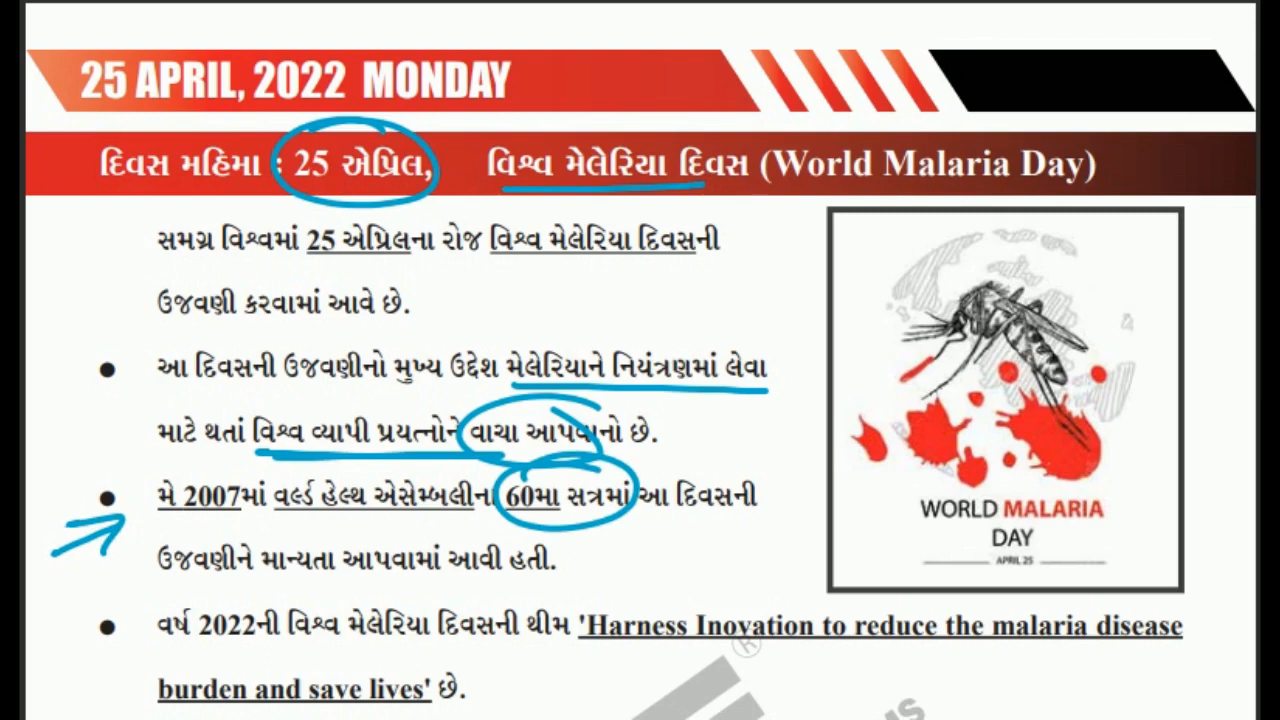 25 APRIL, 2022 MONDAY
દિવસ મહિમા : 25 એપ્રિલ, વિશ્વ મેલેરિયા દિવસ (World Malaria Day)
સમગ્ર વિશ્વમાં 25 એપ્રિલના રોજ વિશ્વ મેલેરિયા દિવસની
ઉજવણી કરવામાં આવે છે.
● આ દિવસની ઉજવણીનો મુખ્ય ઉદ્દેશ મેલેરિયાને નિયંત્રણમાં લેવા
માટે થતાં વિશ્વ વ્યાપી પ્રયત્નોને વાચા આપવાનો છે.
● મે 2007માં વર્લ્ડ હેલ્થ એસેમ્બલીના 60મા સત્રમાં આ દિવસની
ઉજવણીને માન્યતા આપવામાં આવી હતી.
● વર્ષ 2022ની વિશ્વ મેલેરિયા દિવસની થીમ 'Harness Inovation to reduce the malaria disease
burden and save lives' છે.
WORLD MALARIA
DAY
APRIL 25
®